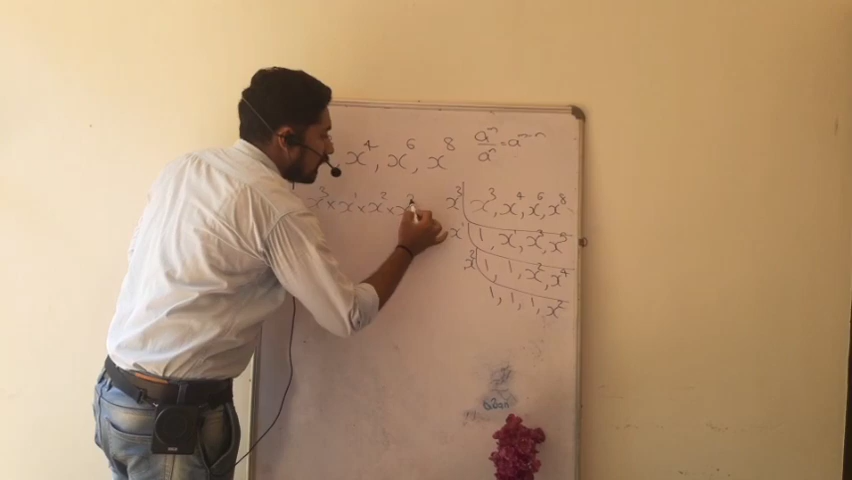 , x⁴, x⁶, x⁸
aᵐ/aⁿ = aᵐ⁻ⁿ
x³ × x¹ × x² × x²
x³ | x³, x⁴, x⁶, x⁸
x¹ | 1, x¹, x³, x⁵
x² | 1, 1, x², x⁴
1, 1, 1, x²